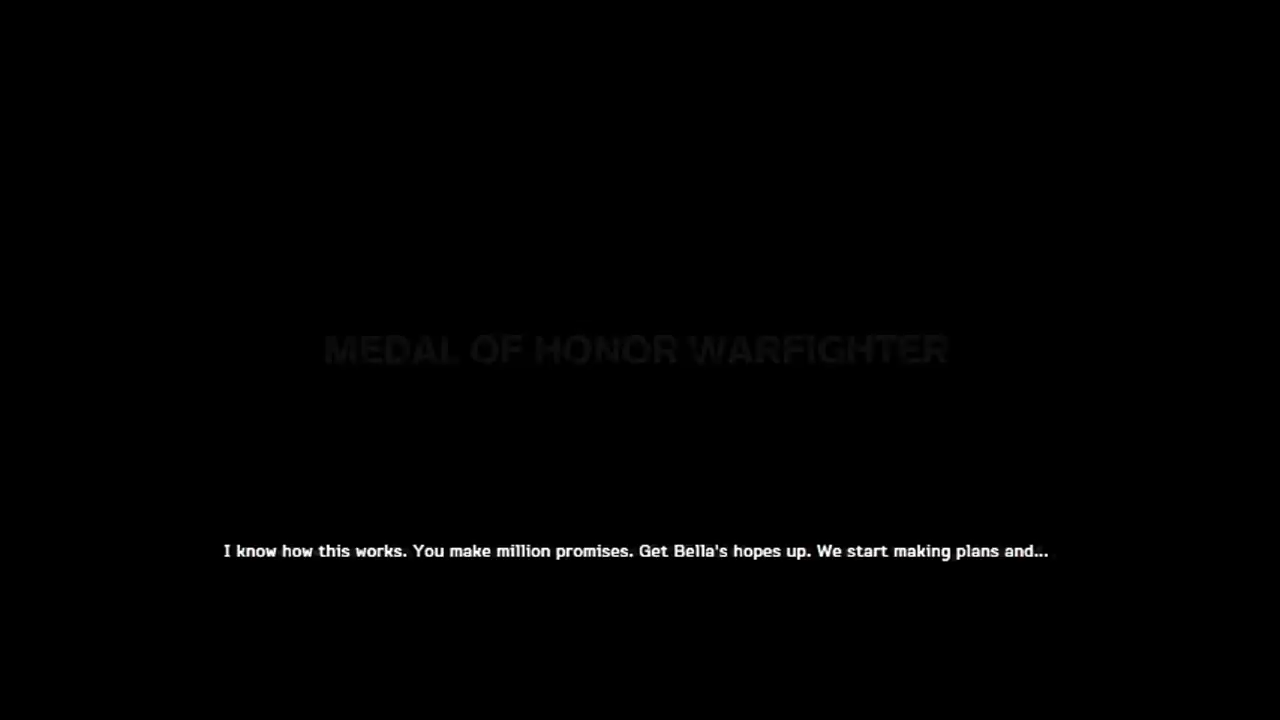 MEDAL OF HONOR WARFIGHTER
I know how this works. You make million promises. Get Bella's hopes up. We start making plans and...